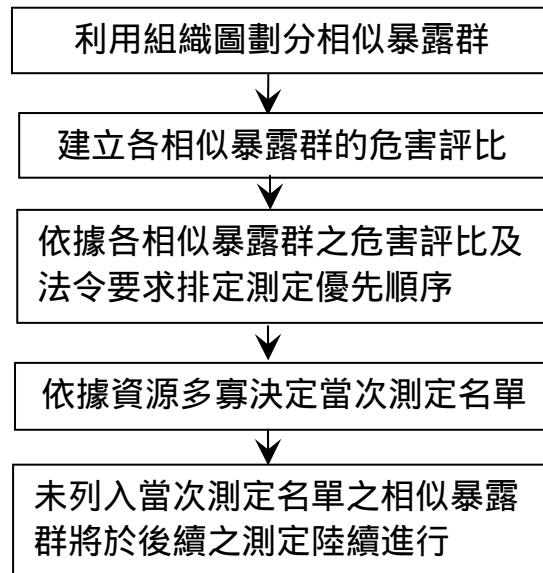 利用組織圖劃分相似暴露群
建立各相似暴露群的危害評比
依據各相似暴露群之危害評比及
法令要求排定測定優先順序
依據資源多寡決定當次測定名單
未列入當次測定名單之相似暴露
群將於後續之測定陸續進行